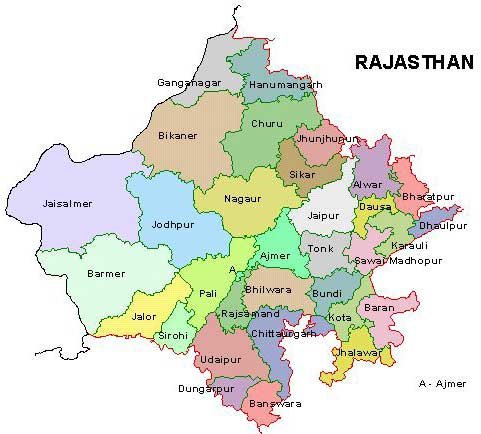 RAJASTHAN
Ganganagar
Hanumangarh
Churu
Bikaner
Jhunjhunun
Sikar
Alwar
Bharatpur
Nagaur
Jaisalmer
Jaipur
Dausa
Dhaulpur
Jodhpur
Karauli
Tonk
Ajmer
Sawai Madhopur
A
Barmer
Bhilwara
Pali
Bundi
Baran
Jalor
Rajsamand
Kota
Sirohi
Chittaurgarh
Jhalawar
Udaipur
A - Ajmer
Dungarpur
Banswara